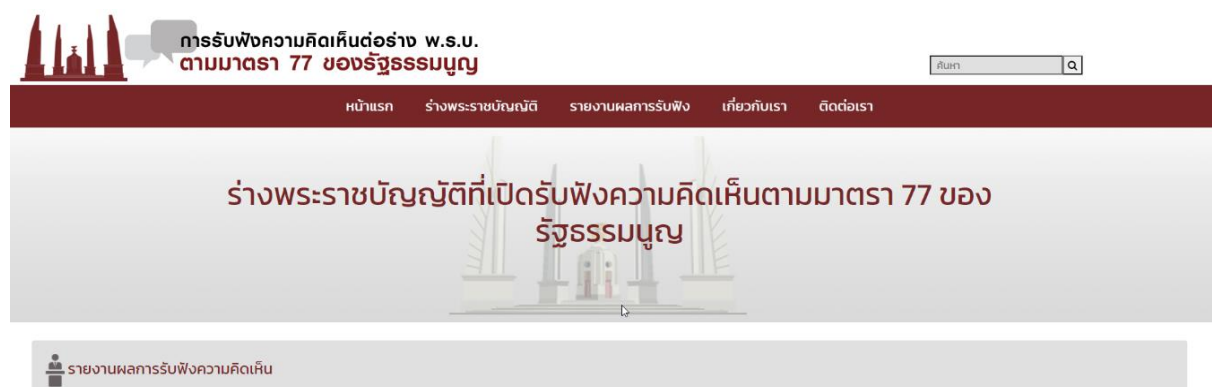 การรับฟังความคิดเห็นต่อร่าง พ.ร.บ.
ตามมาตรา 77 ของรัฐธรรมนูญ
ค้นหา
หน้าแรก ร่างพระราชบัญญัติ รายงานผลการรับฟัง เกี่ยวกับเรา ติดต่อเรา
ร่างพระราชบัญญัติที่เปิดรับฟังความคิดเห็นตามมาตรา 77 ของ
รัฐธรรมนูญ
รายงานผลการรับฟังความคิดเห็น